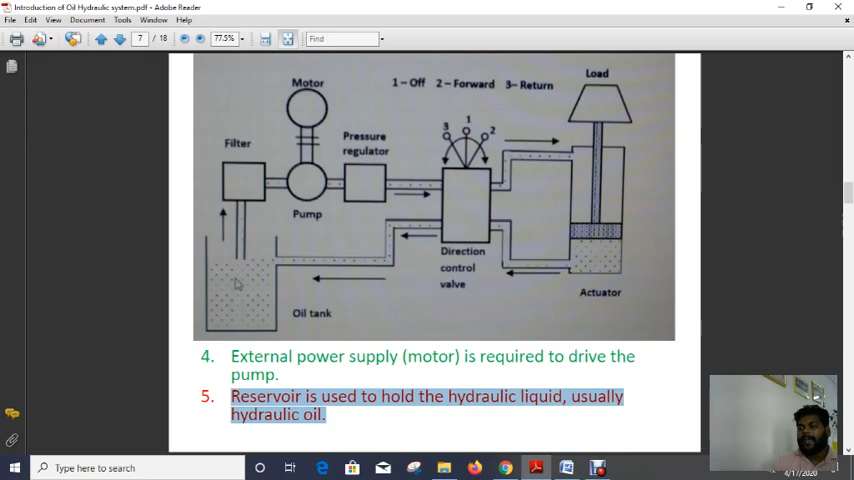 Introduction of Oil Hydraulic system.pdf - Adobe Reader
File Edit View Document Tools Window Help
7 / 18 77.5% Find
Motor
1 – Off 2 – Forward 3– Return
Load
Filter
Pressure
regulator
3 1 2
Pump
Direction
control
valve
Actuator
Oil tank
4. External power supply (motor) is required to drive the
pump.
5. Reservoir is used to hold the hydraulic liquid, usually
hydraulic oil.
Type here to search
4/17/2020